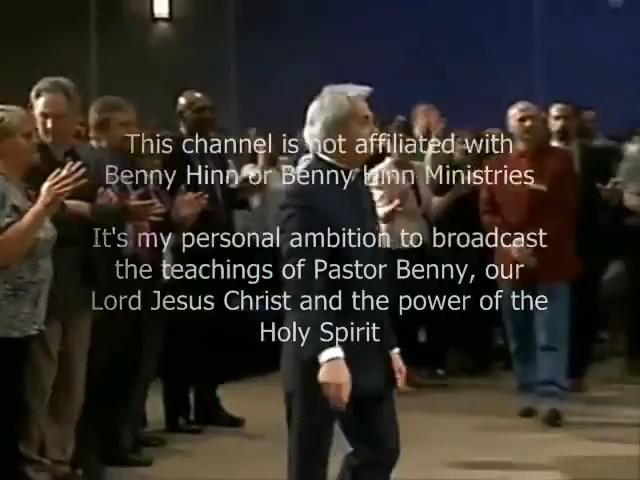 This channel is not affiliated with
Benny Hinn or Benny Hinn Ministries
It's my personal ambition to broadcast
the teachings of Pastor Benny, our
Lord Jesus Christ and the power of the
Holy Spirit